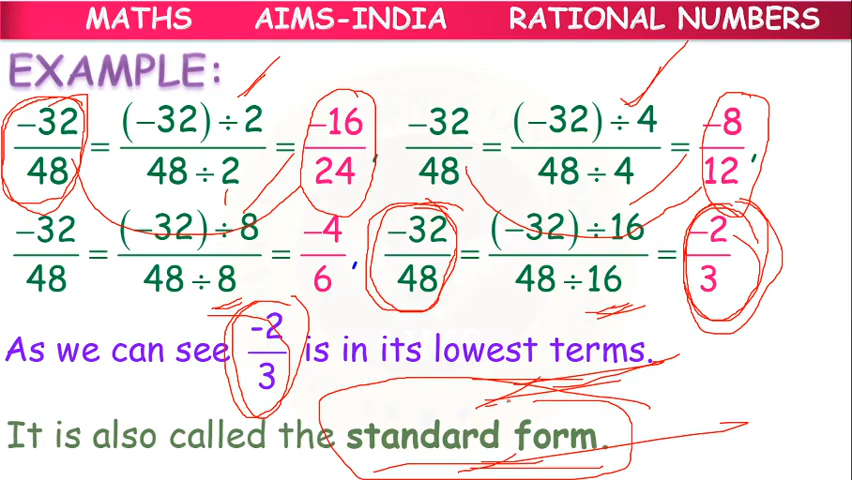 MATHS AIMS-INDIA RATIONAL NUMBERS
EXAMPLE:
−32/48 = (−32) ÷ 2/48 ÷ 2 = −16/24, −32/48 = (−32) ÷ 4/48 ÷ 4 = −8/12,
−32/48 = (−32) ÷ 8/48 ÷ 8 = −4/6, −32/48 = (−32) ÷ 16/48 ÷ 16 = −2/3
As we can see -2/3 is in its lowest terms.
It is also called the standard form.